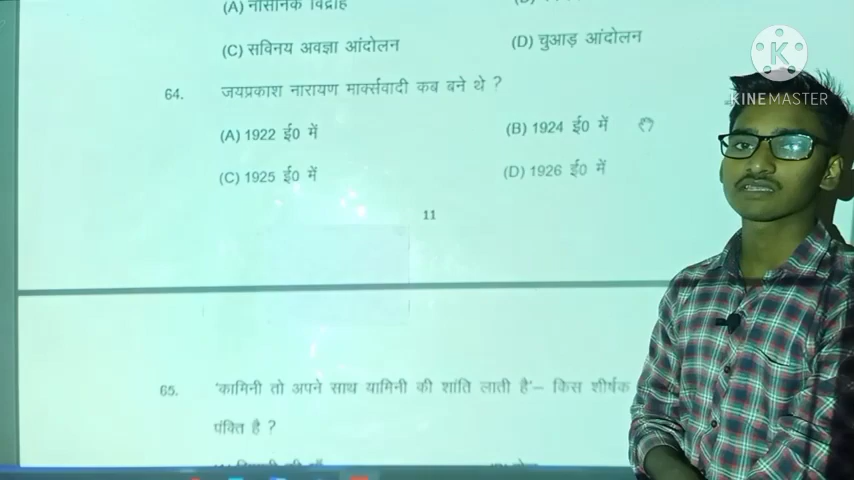 (A) नौसैनिक विद्रोह
(C) सविनय अवज्ञा आंदोलन (D) चुआड़ आंदोलन
64. जयप्रकाश नारायण मार्क्सवादी कब बने थे ?
(A) 1922 ई0 में (B) 1924 ई0 में
(C) 1925 ई0 में (D) 1926 ई0 में
11
65. 'कामिनी तो अपने साथ यामिनी की शांति लाती है'– किस शीर्षक
पंक्ति है ?
K
KINEMASTER